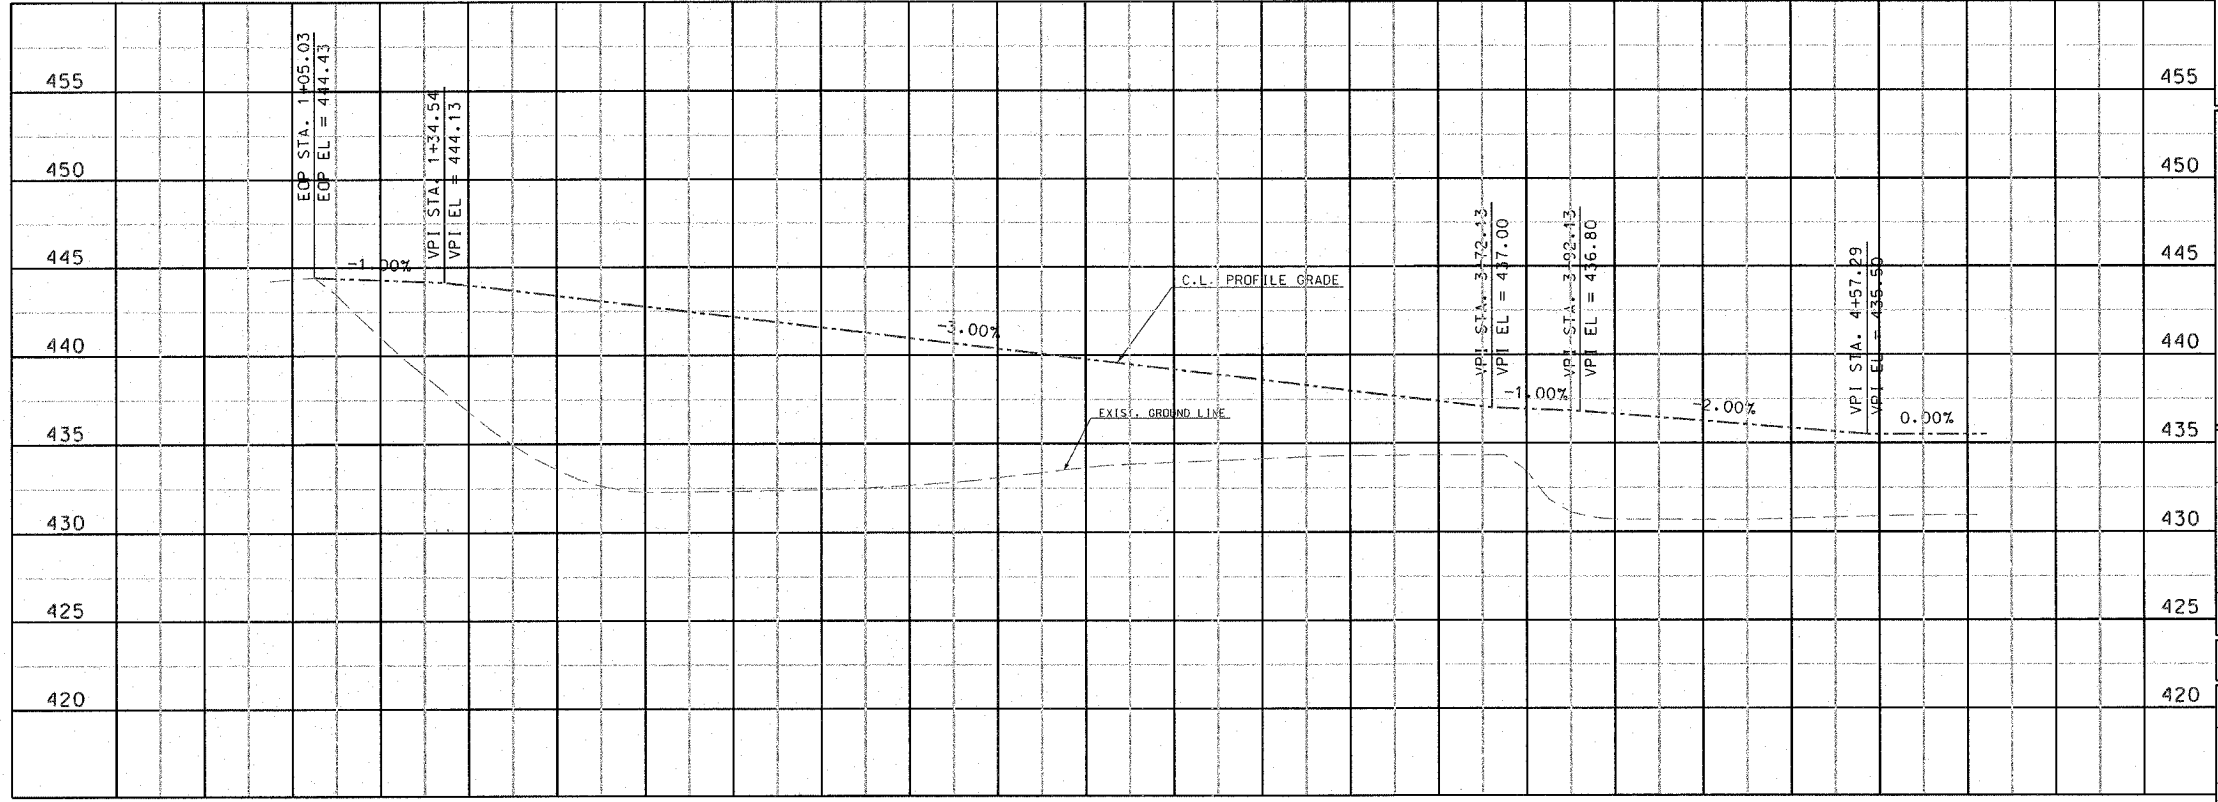 EOP STA. 1+05.03
EOP EL = 444.43
VPI STA. 1+34.54
VPI EL = 444.13
VPI STA. 3+72.13
VPI EL = 437.00
VPI STA. 3+92.13
VPI EL = 436.80
VPI STA. 4+57.29
VPI EL = 435.50
455 455
450 450
445 445
-1.00%
C.L. PROFILE GRADE
-3.00%
440 440
-1.00%
-2.00%
0.00%
EXIST. GROUND LINE
435 435
430 430
425 425
420 420